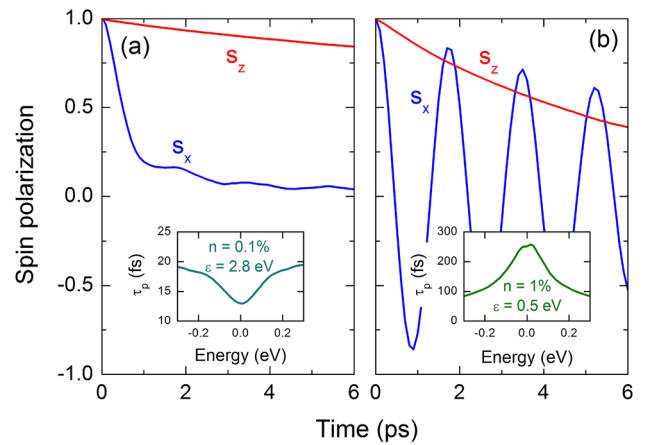 1.0
0.5
0.0
-0.5
-1.0
Spin polarization
(a)
s_z
s_x
25
20
15
10
τ_p (fs)
n = 0.1%
ε = 2.8 eV
-0.2 0.0 0.2
Energy (eV)
0 2 4 6
(b)
s_z
s_x
300
200
100
0
τ_p (fs)
n = 1%
ε = 0.5 eV
-0.2 0.0 0.2
Energy (eV)
0 2 4 6
Time (ps)